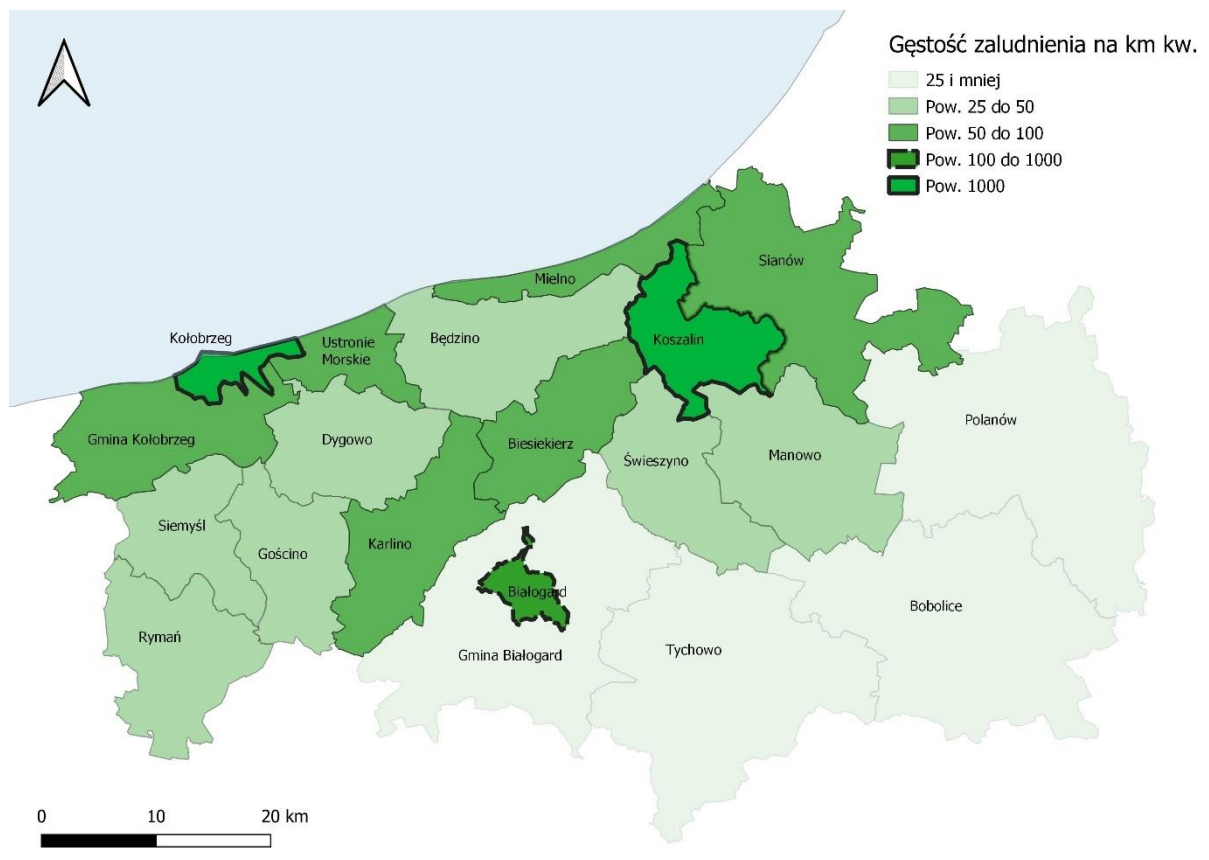 Gęstość zaludnienia na km kw.
25 i mniej
Pow. 25 do 50
Pow. 50 do 100
Pow. 100 do 1000
Pow. 1000
Sianów
Mielno
Kołobrzeg
Ustronie
Morskie
Będzino
Koszalin
Polanów
Gmina Kołobrzeg
Dygowo
Biesiekierz
Świeszyno
Manowo
Siemyśl
Gościno
Karlino
Białogard
Bobolice
Rymań
Gmina Białogard
Tychowo
0 10 20 km